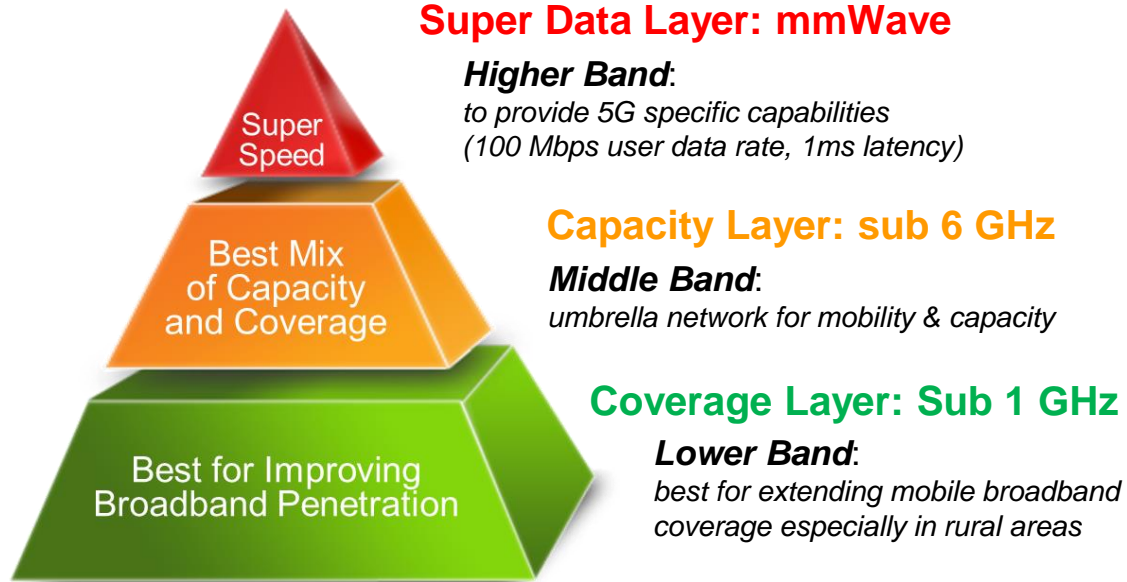 Super Data Layer: mmWave
Higher Band:
to provide 5G specific capabilities
(100 Mbps user data rate, 1ms latency)
Super
Speed
Capacity Layer: sub 6 GHz
Middle Band:
umbrella network for mobility & capacity
Best Mix
of Capacity
and Coverage
Coverage Layer: Sub 1 GHz
Lower Band:
best for extending mobile broadband
coverage especially in rural areas
Best for Improving
Broadband Penetration